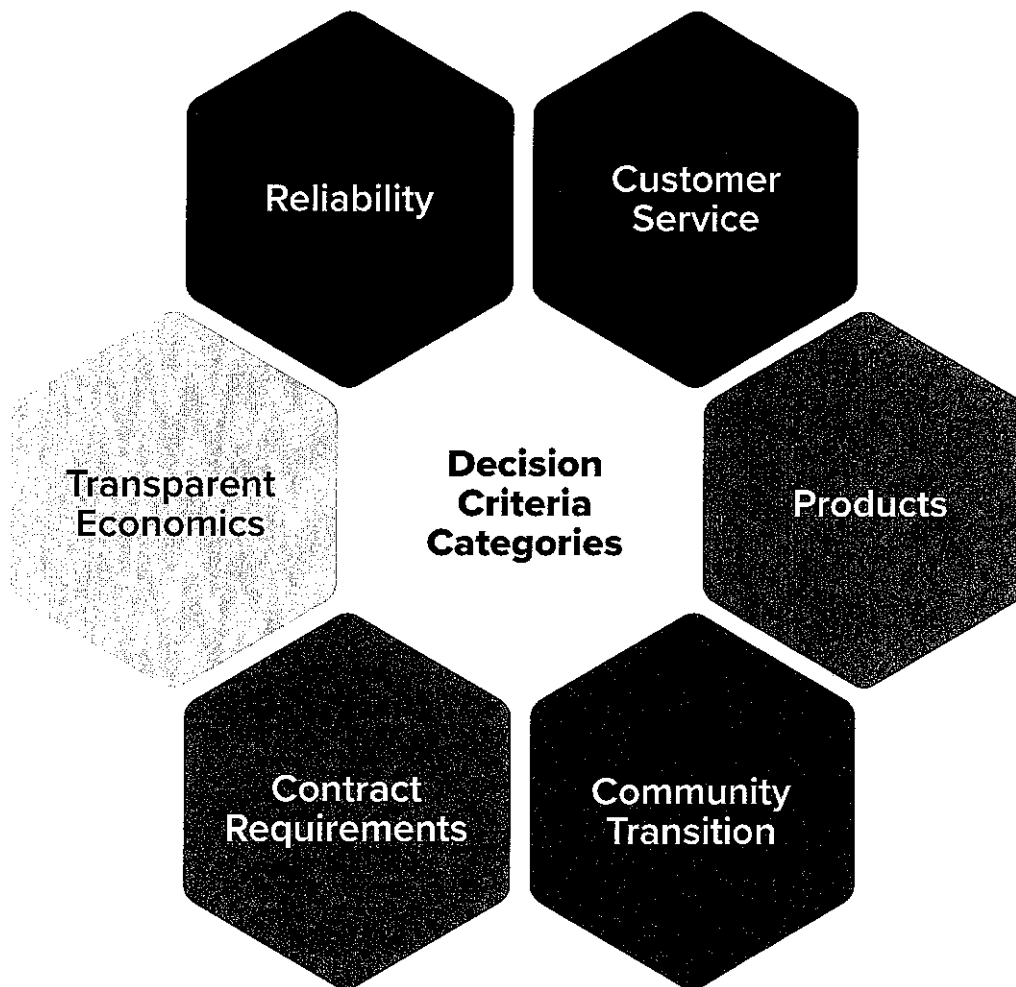 Reliability
Customer
Service
Transparent
Economics
Decision
Criteria
Categories
Products
Contract
Requirements
Community
Transition